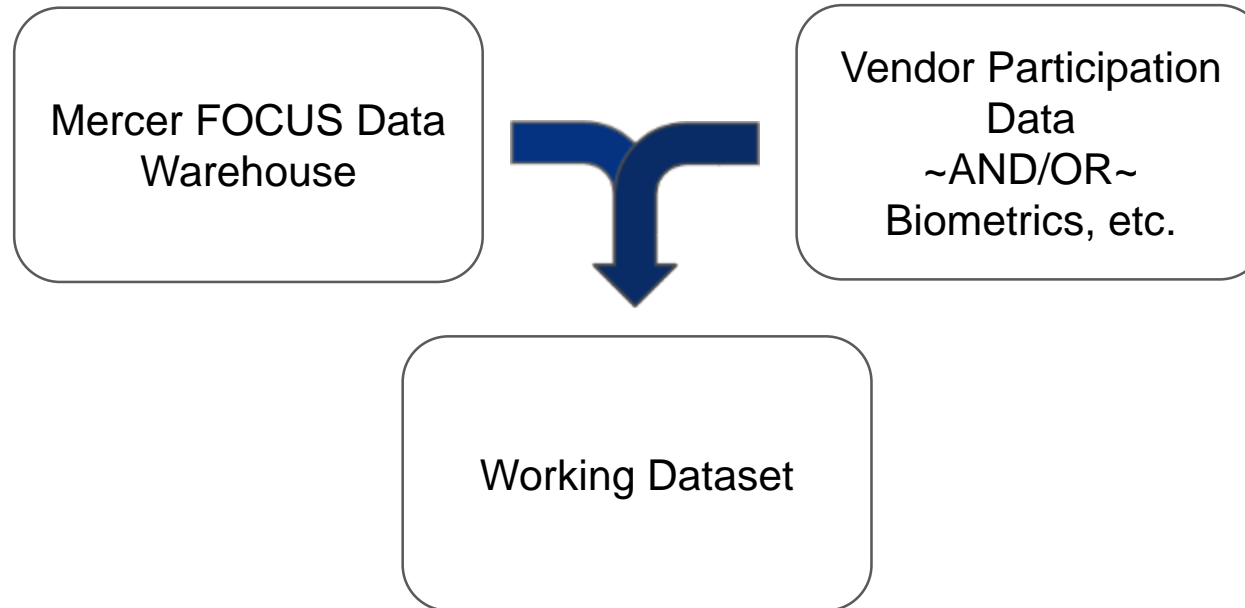 Mercer FOCUS Data
Warehouse
Vendor Participation
Data
~AND/OR~
Biometrics, etc.
Working Dataset